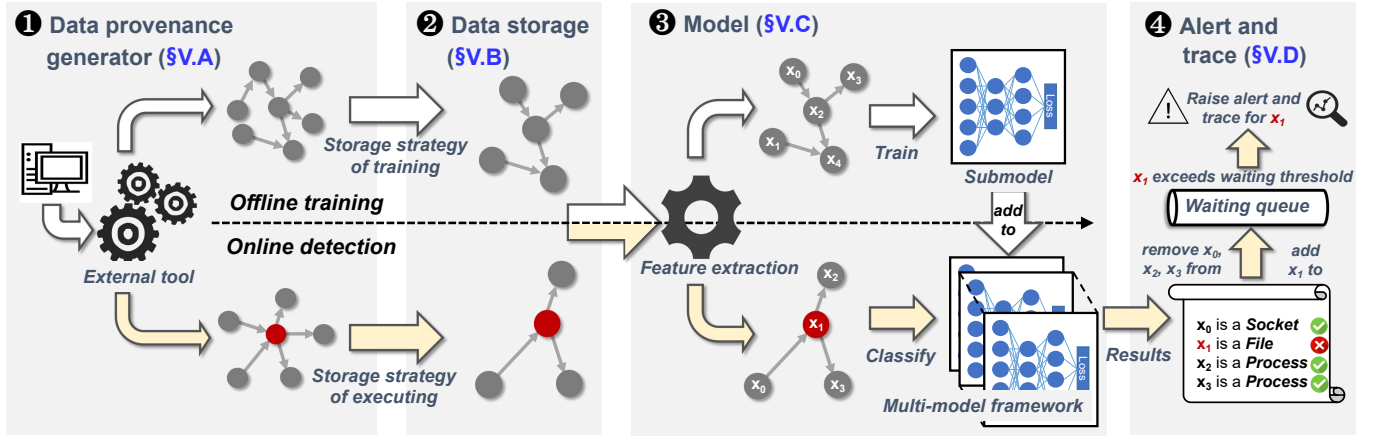 ❶ Data provenance
generator (§V.A)
❷ Data storage
(§V.B)
❸ Model (§V.C)
❹ Alert and
trace (§V.D)
Storage strategy
of training
x₀
x₃
x₂
x₁
x₄
Train
Loss
Submodel
!
Raise alert and
trace for x₁
x₁ exceeds waiting threshold
Waiting queue
Offline training
Online detection
add
to
External tool
Feature extraction
remove x₀,
x₂, x₃ from
add
x₁ to
Storage strategy
of executing
x₂
x₁
x₀
x₃
Classify
Loss
Multi-model framework
Results
x₀ is a Socket
x₁ is a File
x₂ is a Process
x₃ is a Process